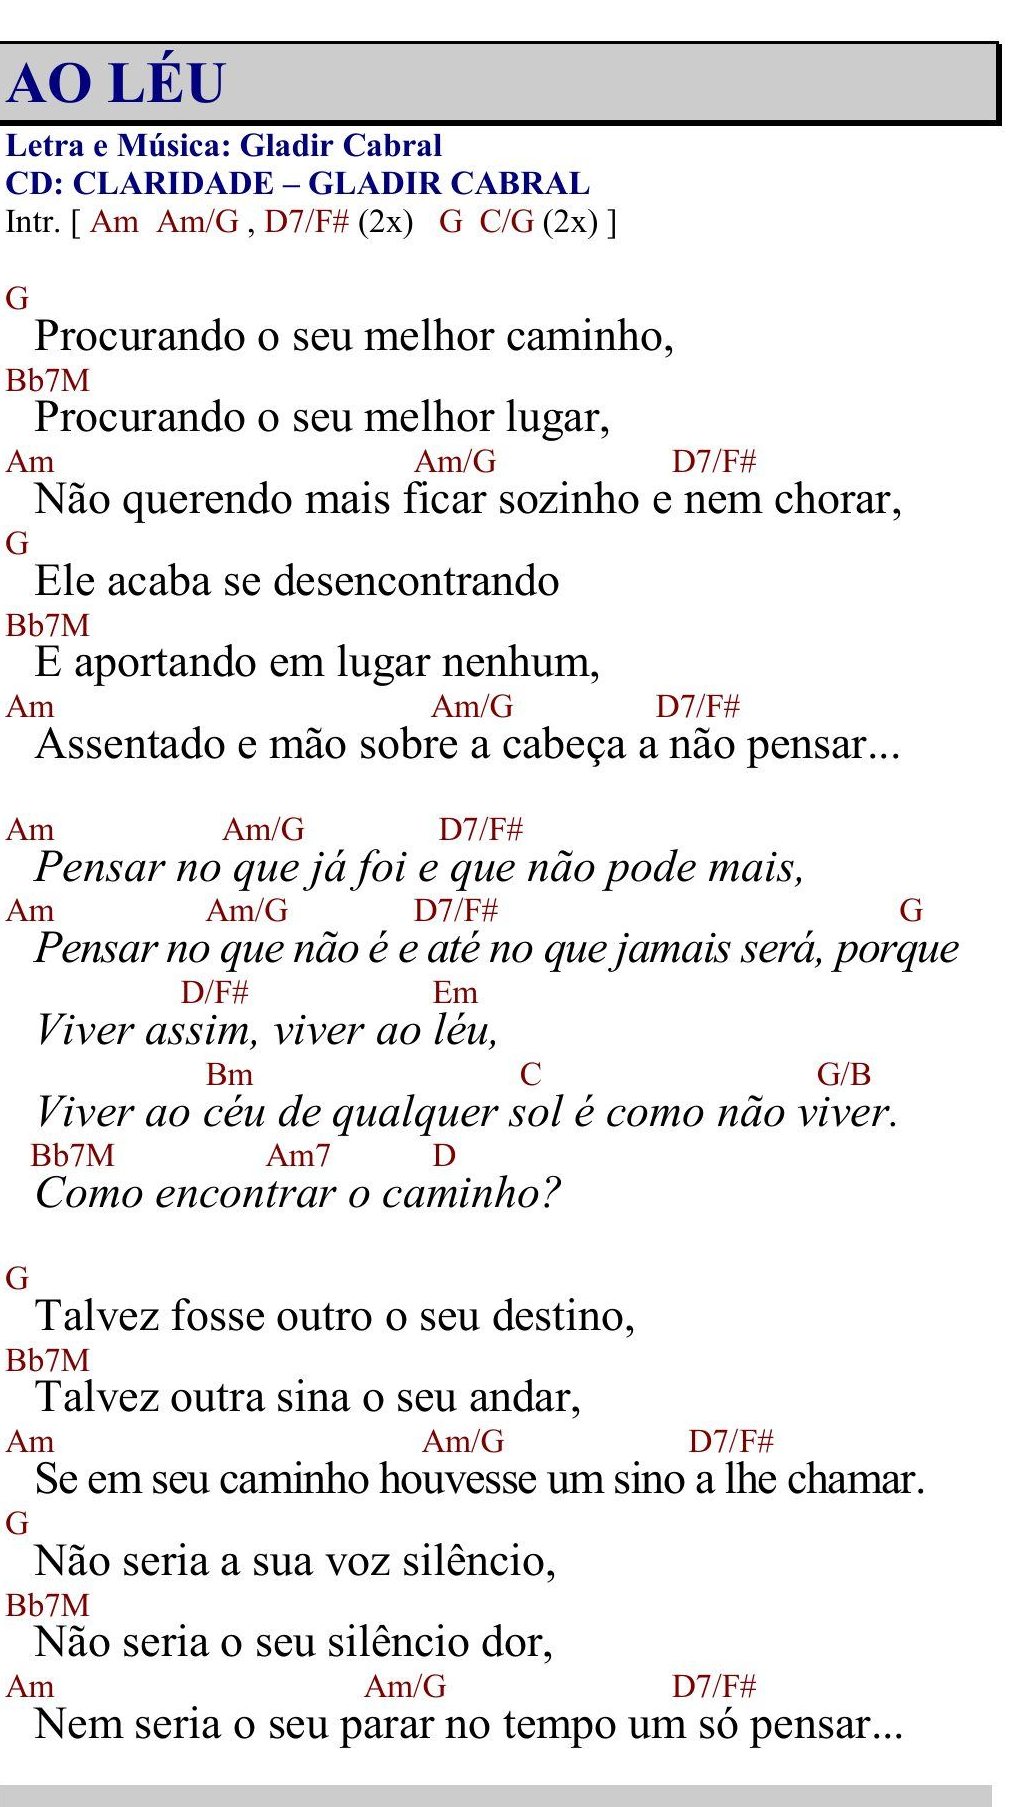 AO LÉU
Letra e Música: Gladir Cabral
CD: CLARIDADE – GLADIR CABRAL
Intr. [ Am  Am/G , D7/F# (2x)   G  C/G (2x) ]
G
Procurando o seu melhor caminho,
Bb7M
Procurando o seu melhor lugar,
Am Am/G D7/F#
Não querendo mais ficar sozinho e nem chorar,
G
Ele acaba se desencontrando
Bb7M
E aportando em lugar nenhum,
Am Am/G D7/F#
Assentado e mão sobre a cabeça a não pensar...
Am Am/G D7/F#
Pensar no que já foi e que não pode mais,
Am Am/G D7/F# G
Pensar no que não é e até no que jamais será, porque
D/F# Em
Viver assim, viver ao léu,
Bm C G/B
Viver ao céu de qualquer sol é como não viver.
Bb7M Am7 D
Como encontrar o caminho?
G
Talvez fosse outro o seu destino,
Bb7M
Talvez outra sina o seu andar,
Am Am/G D7/F#
Se em seu caminho houvesse um sino a lhe chamar.
G
Não seria a sua voz silêncio,
Bb7M
Não seria o seu silêncio dor,
Am Am/G D7/F#
Nem seria o seu parar no tempo um só pensar...